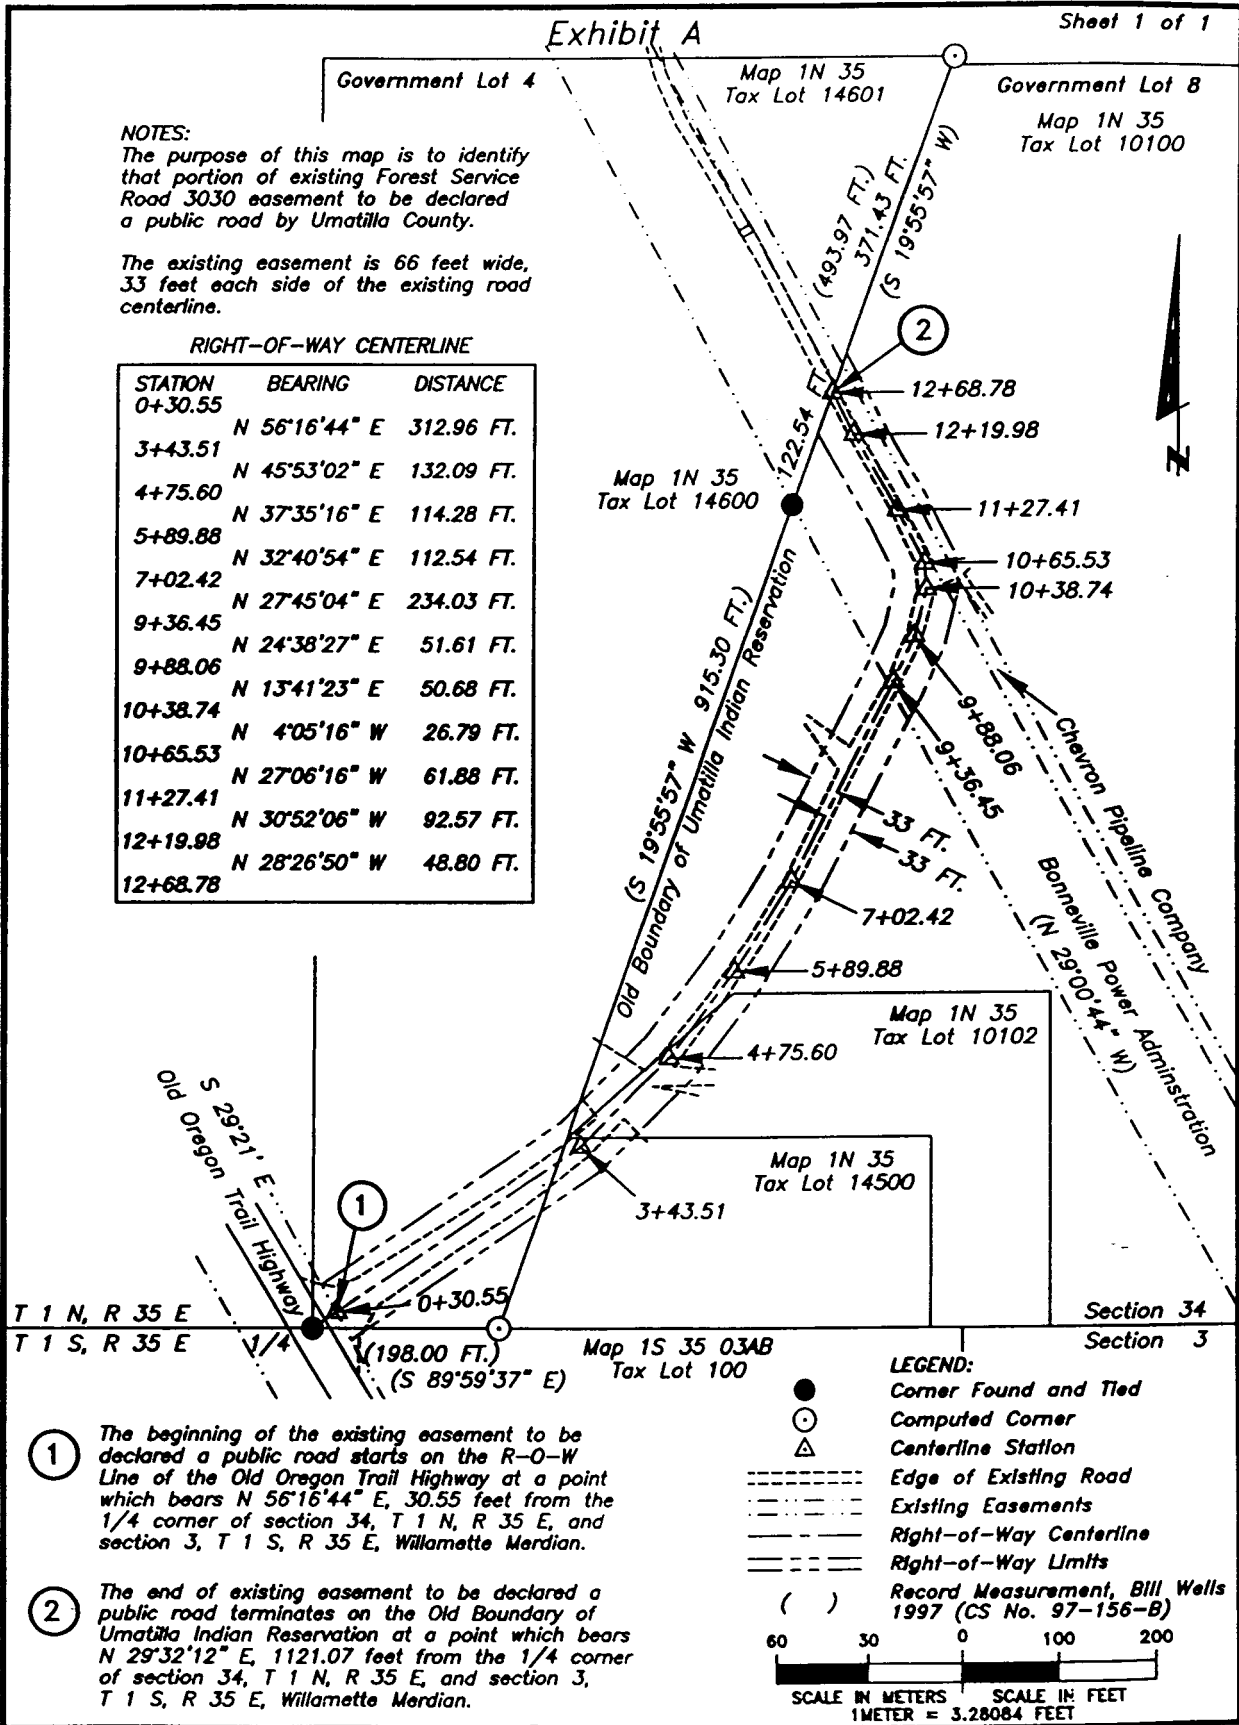 Exhibit A
Sheet 1 of 1
Government Lot 4
Map 1N 35
Tax Lot 14601
Government Lot 8
Map 1N 35
Tax Lot 10100
NOTES:
The purpose of this map is to identify
that portion of existing Forest Service
Road 3030 easement to be declared
a public road by Umatilla County.
The existing easement is 66 feet wide,
33 feet each side of the existing road
centerline.
(493.97 FT.)
371.43 FT.
(S 19°55'57" W)
2
RIGHT-OF-WAY CENTERLINE
STATION BEARING DISTANCE
0+30.55
N 56°16'44" E 312.96 FT.
3+43.51
N 45°53'02" E 132.09 FT.
4+75.60
N 37°35'16" E 114.28 FT.
5+89.88
N 32°40'54" E 112.54 FT.
7+02.42
N 27°45'04" E 234.03 FT.
9+36.45
N 24°38'27" E 51.61 FT.
9+88.06
N 13°41'23" E 50.68 FT.
10+38.74
N 4°05'16" W 26.79 FT.
10+65.53
N 27°06'16" W 61.88 FT.
11+27.41
N 30°52'06" W 92.57 FT.
12+19.98
N 28°26'50" W 48.80 FT.
12+68.78
12+68.78
12+19.98
122.54 FT.
Map 1N 35
Tax Lot 14600
N
11+27.41
10+65.53
10+38.74
9+88.06
9+36.45
(S 19°55'57" W 915.30 FT.)
Old Boundary of Umatilla Indian Reservation
Chevron Pipeline Company
Bonneville Power Adminstration
(N 29°00'44" W)
33 FT.
33 FT.
7+02.42
5+89.88
Map 1N 35
Tax Lot 10102
4+75.60
Map 1N 35
Tax Lot 14500
3+43.51
S 29°21' E
Old Oregon Trail Highway
1
0+30.55
T 1 N, R 35 E
Section 34
T 1 S, R 35 E
1/4
Section 3
(198.00 FT.)
(S 89°59'37" E)
Map 1S 35 03AB
Tax Lot 100
LEGEND:
Corner Found and Tied
Computed Corner
Centerline Station
Edge of Existing Road
Existing Easements
Right-of-Way Centerline
Right-of-Way Limits
( ) Record Measurement, Bill Wells
1997 (CS No. 97-156-B)
60 30 0 100 200
SCALE IN METERS SCALE IN FEET
1METER = 3.28084 FEET
1
The beginning of the existing easement to be
declared a public road starts on the R-O-W
Line of the Old Oregon Trail Highway at a point
which bears N 56°16'44" E, 30.55 feet from the
1/4 corner of section 34, T 1 N, R 35 E, and
section 3, T 1 S, R 35 E, Willamette Merdian.
2
The end of existing easement to be declared a
public road terminates on the Old Boundary of
Umatilla Indian Reservation at a point which bears
N 29°32'12" E, 1121.07 feet from the 1/4 corner
of section 34, T 1 N, R 35 E, and section 3,
T 1 S, R 35 E, Willamette Merdian.